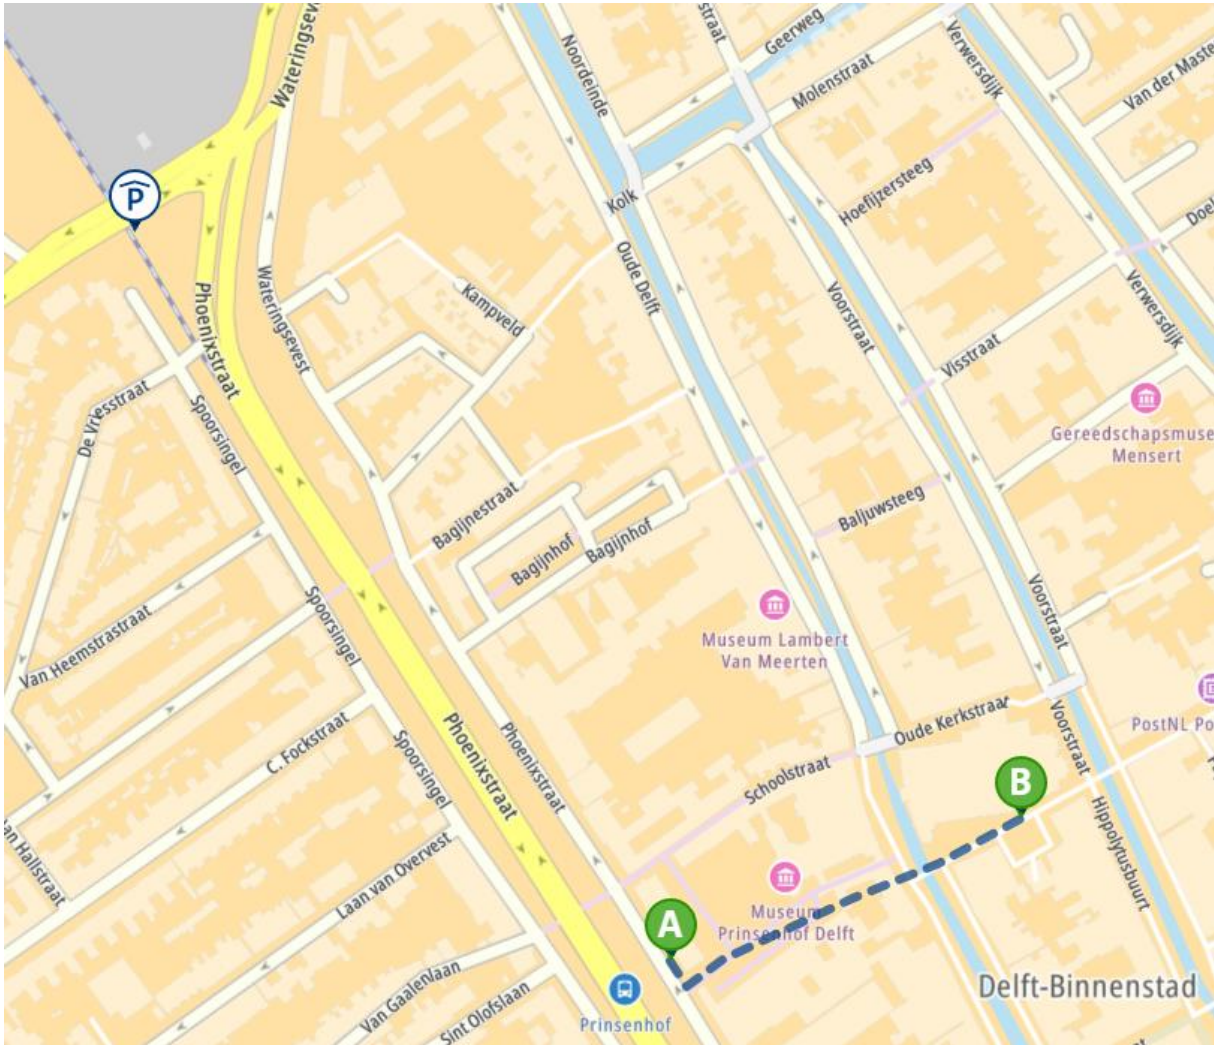 Wateringsev
Noordeinde
straat
Geerweg
Verwersdijk
Molenstraat
Van der Maste
P
Kolk
Hoefijzersteeg
Doel
Oude Delft
Wateringsevest
Phoenixstraat
Kampveld
Voorstraat
Verwersdijk
Visstraat
De Vriesstraat
Spoorsingel
Gereedschapsmuse
Mensert
Bagijnestraat
Baljuwsteeg
Bagijnhof
Bagijnhof
Spoorsingel
Van Heemstrastraat
Museum Lambert
Van Meerten
Voorstraat
Oude Kerkstraat
Voorstraat
PostNL Po
C. Fockstraat
Spoorsingel
Phoenixstraat
Phoenixstraat
Schoolstraat
B
Hippolytusbuurt
an Hallstraat
Laan van Overvest
A
Museum
Prinsenhof Delft
Van Gaalenlaan
Sint Olofslaan
Prinsenhof
Delft-Binnenstad